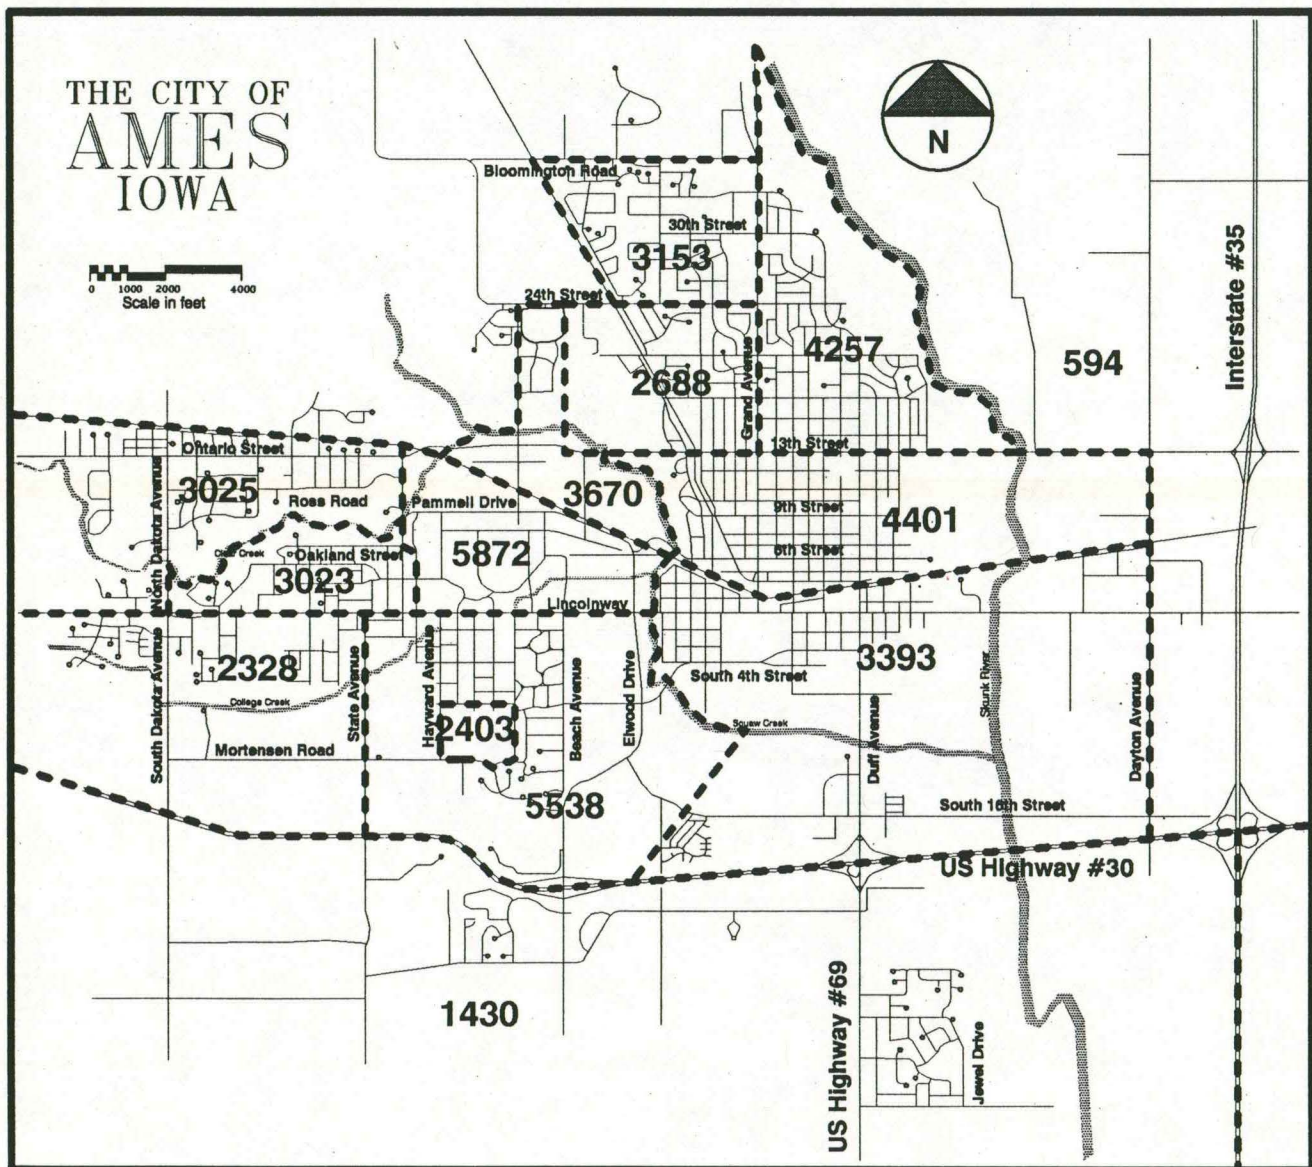 THE CITY OF
AMES
IOWA
0 1000 2000 4000
Scale in feet
N
Bloomington Road
30th Street
3153
24th Street
Interstate #35
4257
594
2688
Grand Avenue
13th Street
Ontario Street
3025
Ross Road
Pammell Drive
3670
9th Street
4401
North Dakota Avenue
Clear Creek
Oakland Street
5872
6th Street
3023
Lincolnway
2328
South Dakota Avenue
State Avenue
Hayward Avenue
Beach Avenue
Elwood Drive
3393
South 4th Street
Skunk River
College Creek
2403
Squaw Creek
Duff Avenue
Dayton Avenue
Mortensen Road
5538
South 16th Street
US Highway #30
1430
US Highway #69
Jewel Drive